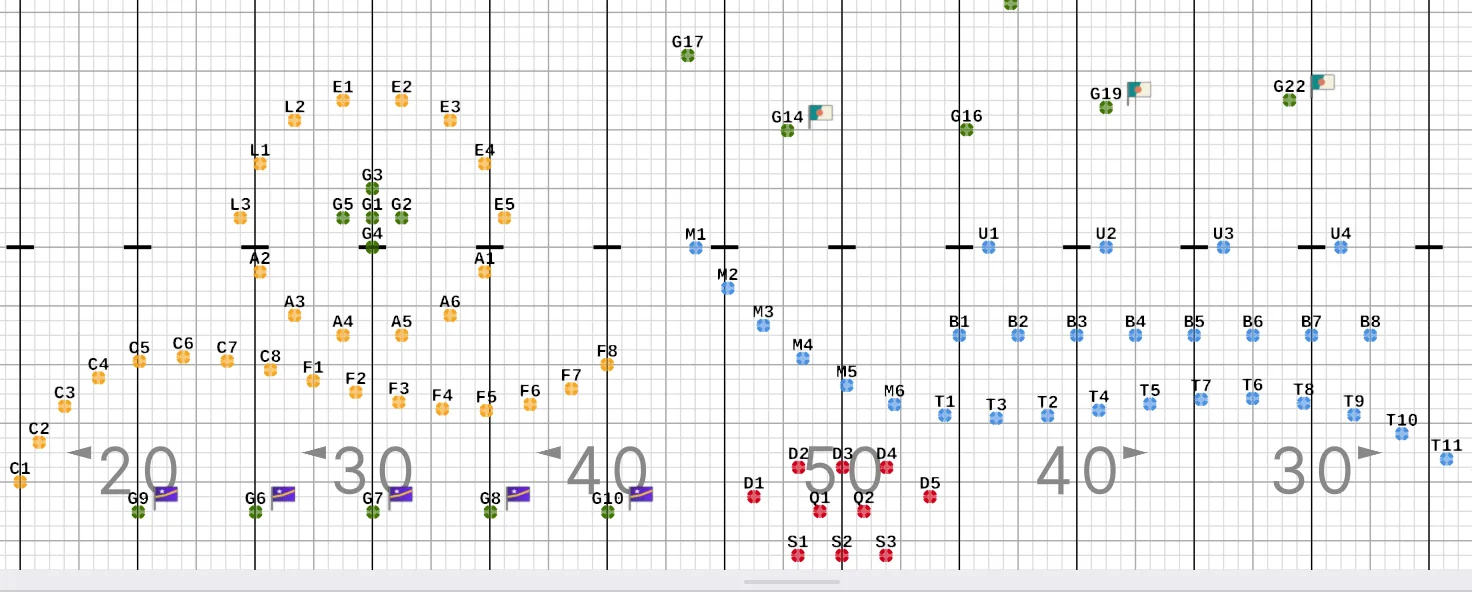 G17
E1 E2
L2 E3
G14 G19 G22
G16
L1 E4
G3
L3 G5 G1 G2 E5
G4 M1 U1 U2 U3 U4
A2 A1
M2
A3 A6
M3
A4 A5 B1 B2 B3 B4 B5 B6 B7 B8
C5 C6 C7 F8 M4
C4 C8 F1 F7 M5
C3 F2 F3 F4 F5 F6 M6 T1 T3 T2 T4 T5 T7 T6 T8 T9
C2 T10
T11
20 30 40 50 40 30
C1 D2 D3 D4
D1 D5
G9 G6 G7 G8 G10 Q1 Q2
S1 S2 S3